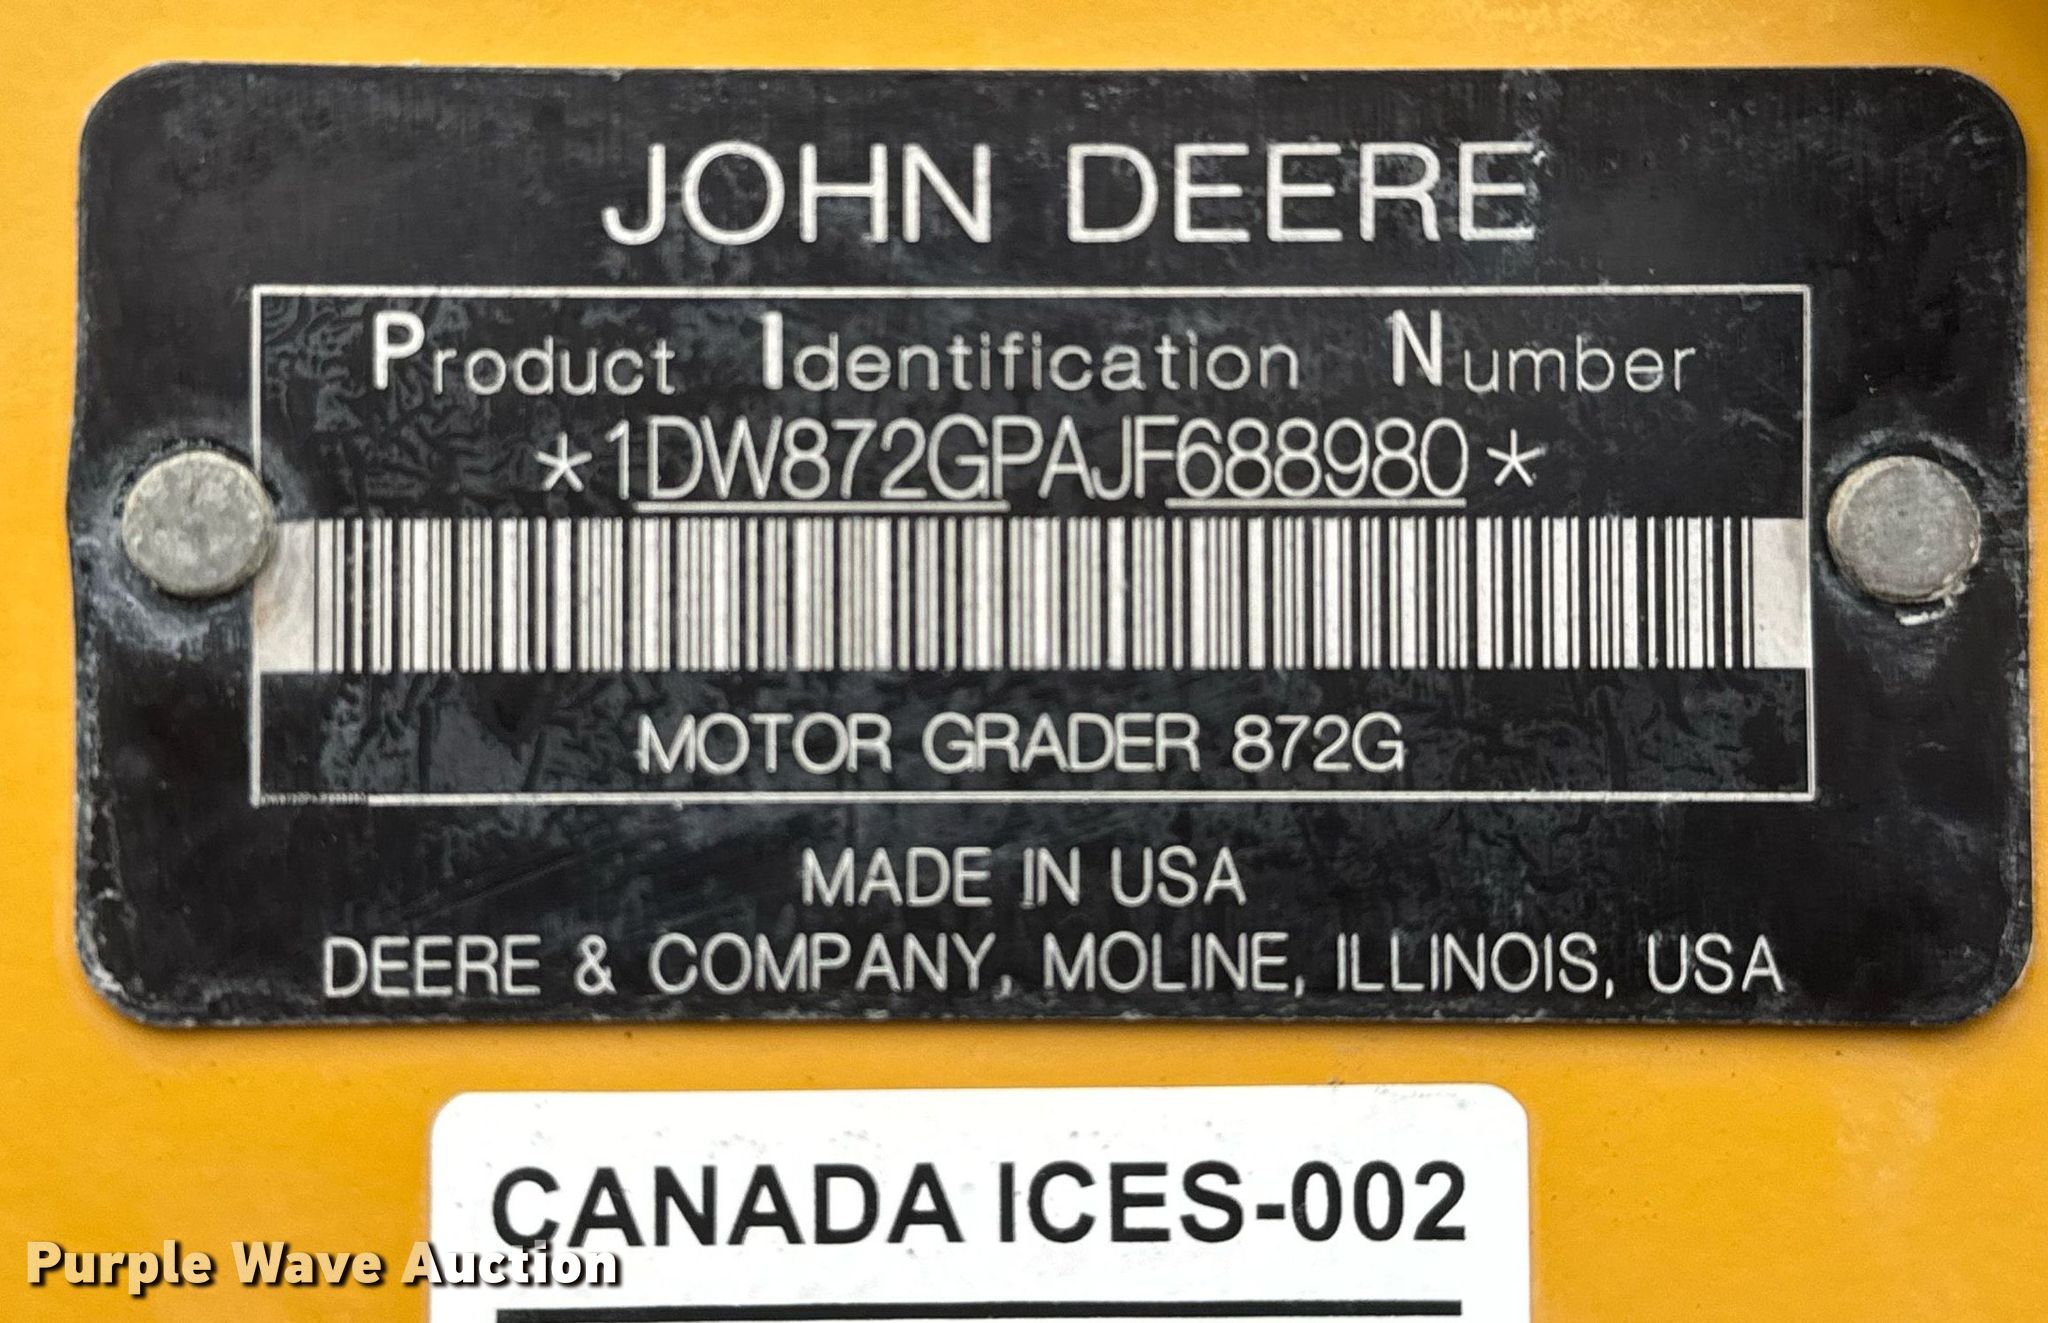 JOHN DEERE
Product Identification Number
*1DW872GPAJF688980*
MOTOR GRADER 872G
MADE IN USA
DEERE & COMPANY, MOLINE, ILLINOIS, USA
CANADA ICES-002
Purple Wave Auction